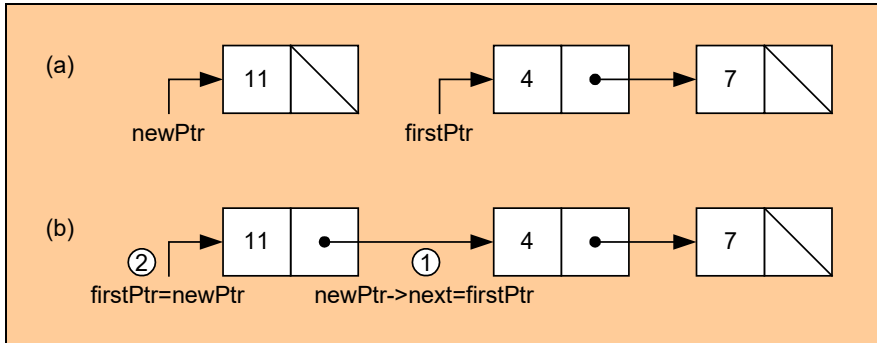 (a) 11 4 7
newPtr firstPtr
(b) 11 4 7
2 1
firstPtr=newPtr newPtr->next=firstPtr